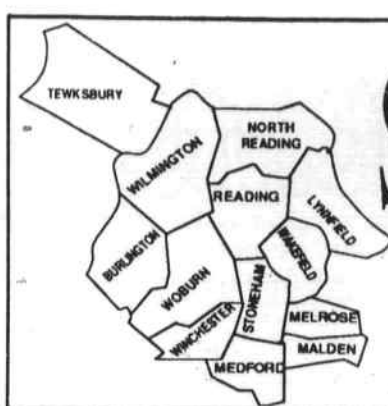 TEWKSBURY
NORTH
READING
WILMINGTON
READING
LYNNFIELD
BURLINGTON
WAKEFIELD
WOBURN
STONEHAM
WINCHESTER
MELROSE
MALDEN
MEDFORD